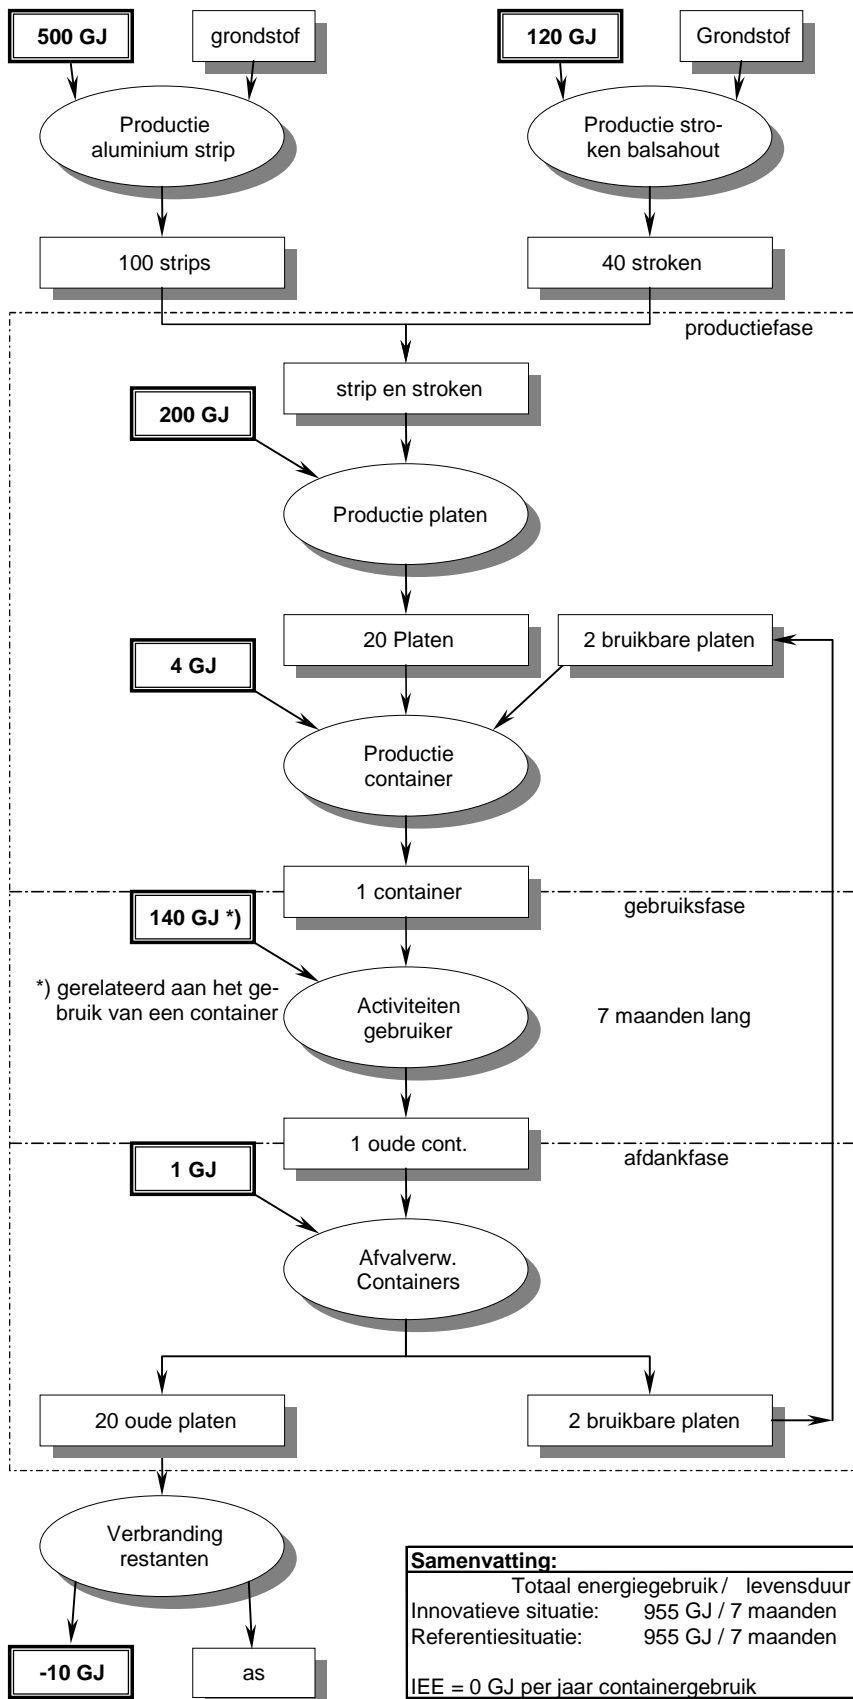 500 GJ
grondstof
120 GJ
Grondstof
Productie
aluminium strip
Productie stro-
ken balsahout
100 strips
40 stroken
productiefase
strip en stroken
200 GJ
Productie platen
20 Platen
2 bruikbare platen
4 GJ
Productie
container
1 container
gebruiksfase
140 GJ *)
*) gerelateerd aan het ge-
bruik van een container
Activiteiten
gebruiker
7 maanden lang
1 oude cont.
afdankfase
1 GJ
Afvalverw.
Containers
20 oude platen
2 bruikbare platen
Verbranding
restanten
-10 GJ
as
Samenvatting:
Totaal energiegebruik / levensduur
Innovatieve situatie: 955 GJ / 7 maanden
Referentiesituatie: 955 GJ / 7 maanden
IEE = 0 GJ per jaar containergebruik